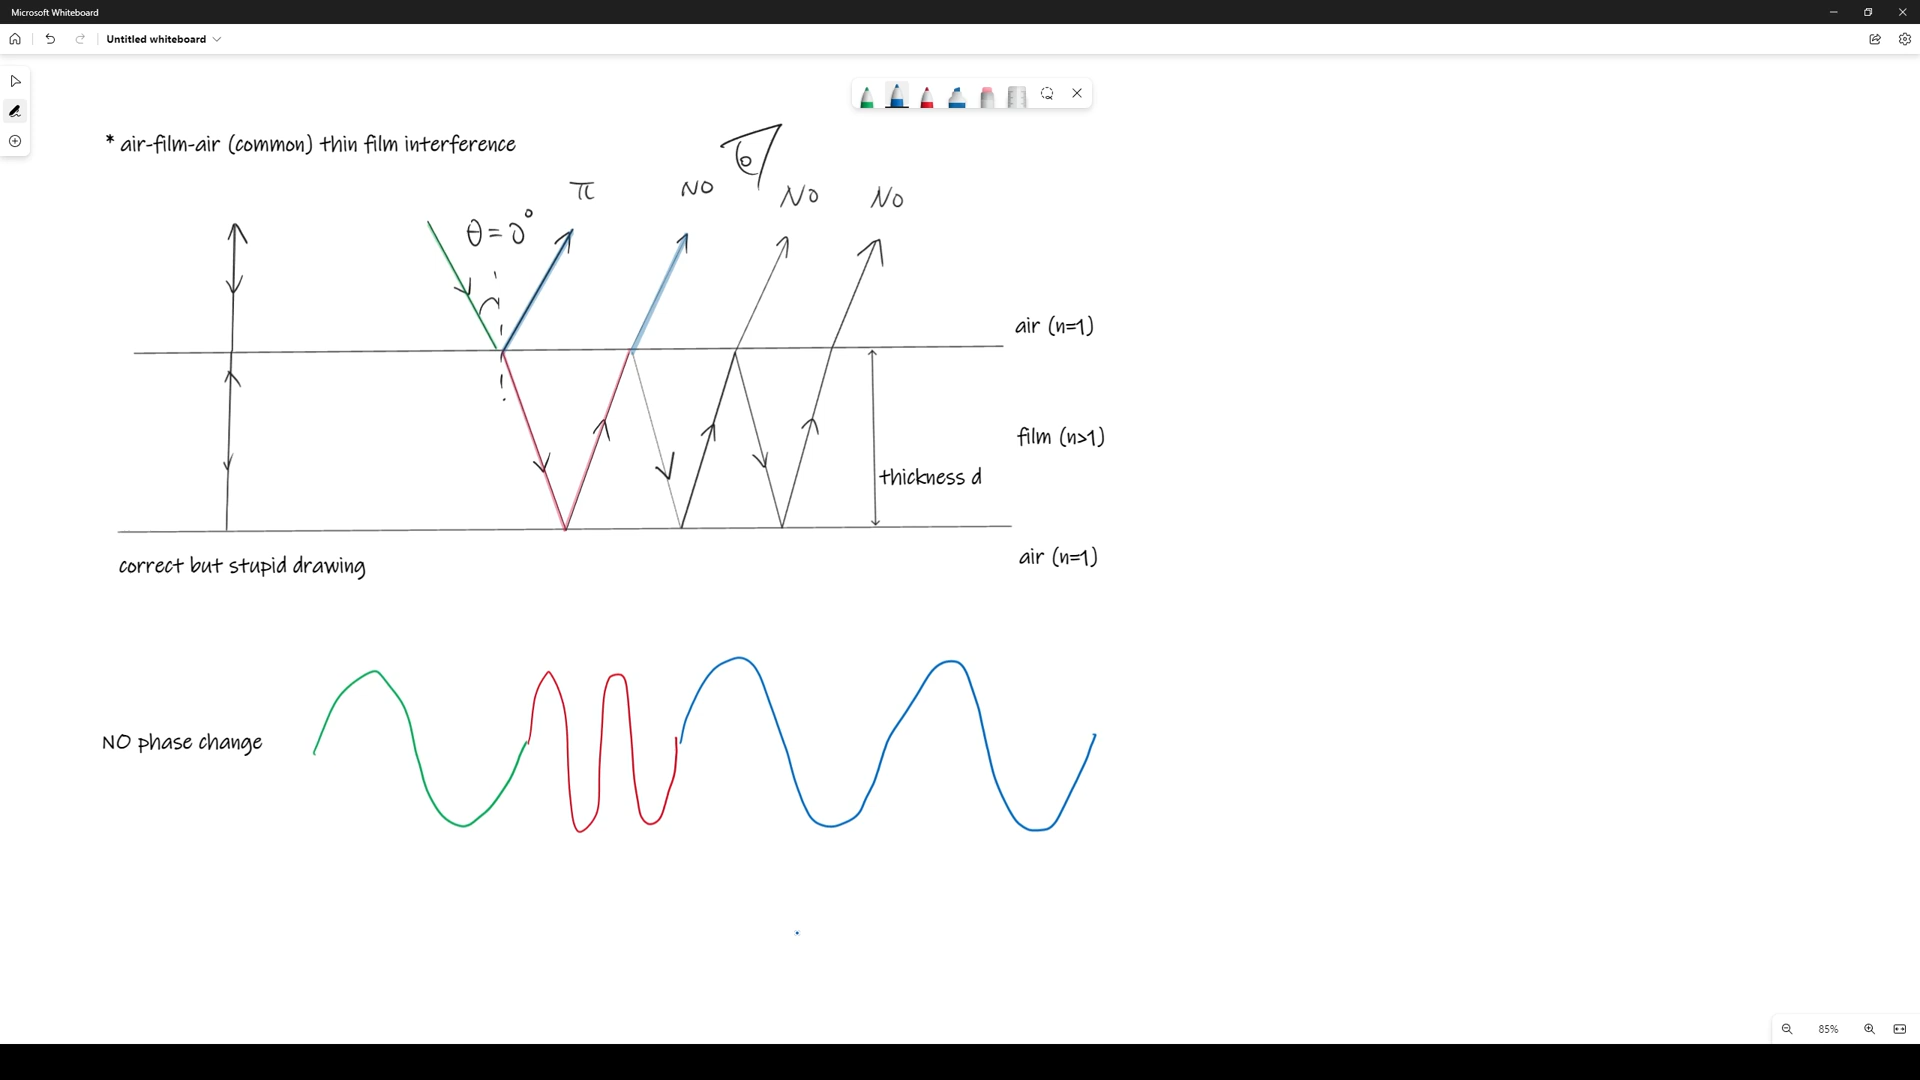 Microsoft Whiteboard
Untitled whiteboard
* air-film-air (common) thin film interference
π NO NO NO
θ = 0°
air (n=1)
film (n>1)
thickness d
air (n=1)
correct but stupid drawing
NO phase change
85%